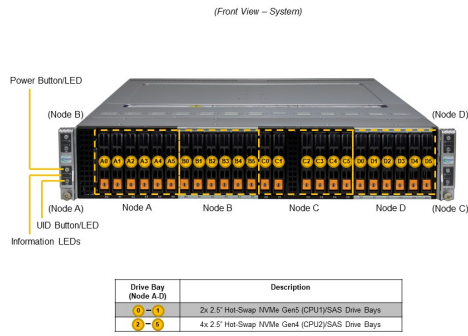 (Front View – System)
Power Button/LED
(Node B)
(Node D)
A0 A1 A2 A3 A4 A5 B0 B1 B2 B3 B4 B5 C0 C1 C2 C3 C4 C5 D0 D1 D2 D3 D4 D5
(Node A)
Node A
Node B
Node C
Node D
(Node C)
UID Button/LED
Information LEDs
Drive Bay (Node A-D)
Description
0 – 1
2x 2.5" Hot-Swap NVMe Gen5 (CPU1)/SAS Drive Bays
2 – 5
4x 2.5" Hot-Swap NVMe Gen4 (CPU2)/SAS Drive Bays